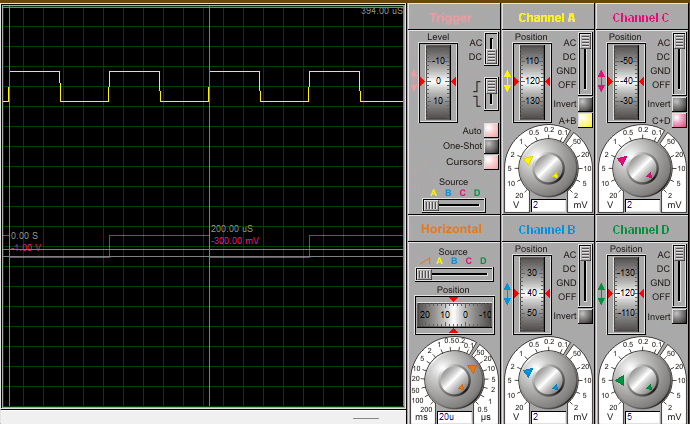 394.00 uS
0.00 S
-1.00 V
200.00 uS
-300.00 mV
Trigger
Level
-10
0
10
AC
DC
Auto
One-Shot
Cursors
Source
A B C D
Channel A
Position
110
120
130
AC
DC
GND
OFF
Invert
A+B
0.5 0.2 0.1
1 50
2 20
5 10
10 5
20 2
V 2 mV
Channel C
Position
-50
-40
-30
AC
DC
GND
OFF
Invert
C+D
0.5 0.2 0.1
1 50
2 20
5 10
10 5
20 2
V 2 mV
Horizontal
Source
A B C D
Position
20 10 0 -10
1 0.5
2 50
5 20
10 10
20 5
50 2
100 1
200 0.5
ms 20u µs
Channel B
Position
30
40
50
AC
DC
GND
OFF
Invert
0.5 0.2 0.1
1 50
2 20
5 10
10 5
20 2
V 2 mV
Channel D
Position
-130
-120
-110
AC
DC
GND
OFF
Invert
0.5 0.2 0.1
1 50
2 20
5 10
10 5
20 2
V 5 mV